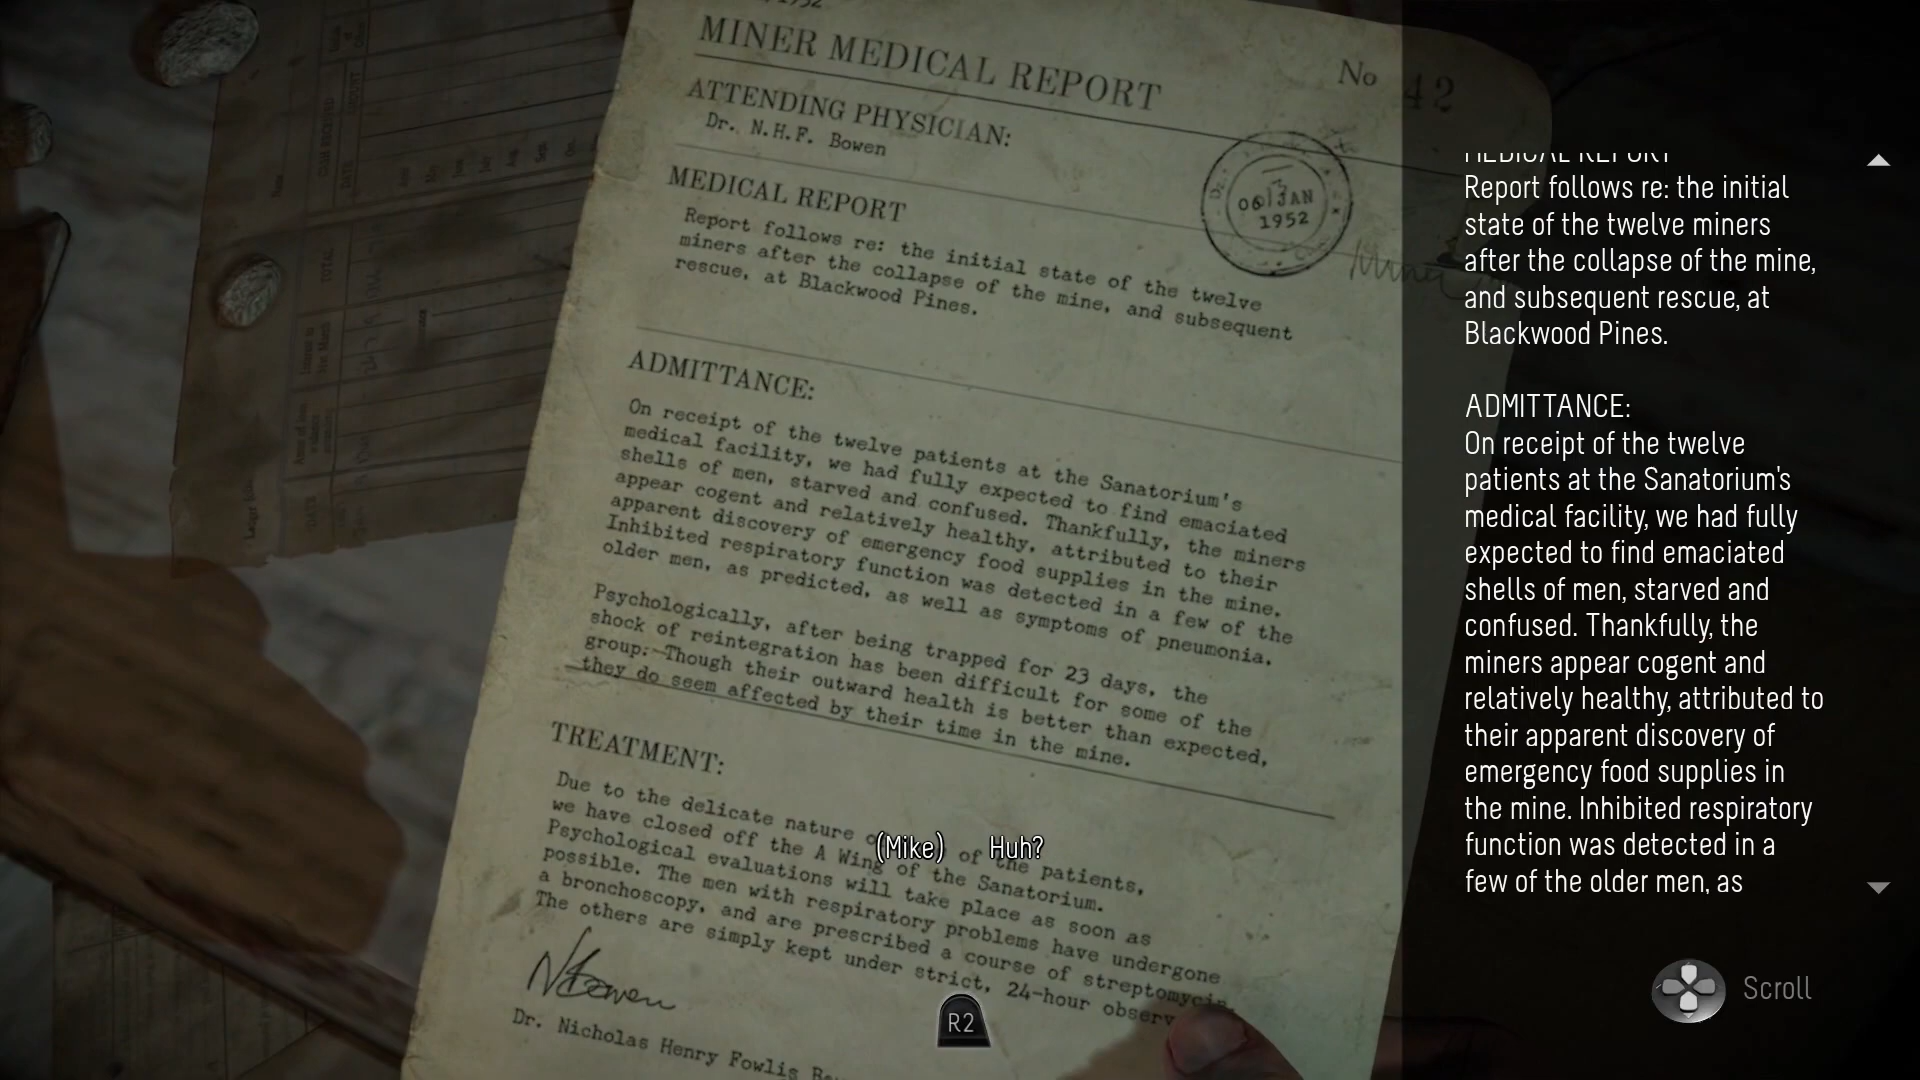 MINER MEDICAL REPORT
No 42
ATTENDING PHYSICIAN:
Dr. N.H.F. Bowen
06 JAN
1952
MEDICAL REPORT
Report follows re: the initial state of the twelve
miners after the collapse of the mine, and subsequent
rescue, at Blackwood Pines.
ADMITTANCE:
On receipt of the twelve patients at the Sanatorium's
medical facility, we had fully expected to find emaciated
shells of men, starved and confused. Thankfully, the miners
appear cogent and relatively healthy, attributed to their
apparent discovery of emergency food supplies in the mine.
Inhibited respiratory function was detected in a few of the
older men, as predicted, as well as symptoms of pneumonia.
Psychologically, after being trapped for 23 days, the
shock of reintegration has been difficult for some of the
group: Though their outward health is better than expected,
they do seem affected by their time in the mine.
TREATMENT:
Due to the delicate nature of the patients,
we have closed off the A Wing of the Sanatorium.
Psychological evaluations will take place as soon as
possible. The men with respiratory problems have undergone
a bronchoscopy, and are prescribed a course of streptomycin.
The others are simply kept under strict, 24-hour observ
NBowen
Dr. Nicholas Henry Fowlis
(Mike) Huh?
R2
MEDICAL REPORT
Report follows re: the initial
state of the twelve miners
after the collapse of the mine,
and subsequent rescue, at
Blackwood Pines.
ADMITTANCE:
On receipt of the twelve
patients at the Sanatorium's
medical facility, we had fully
expected to find emaciated
shells of men, starved and
confused. Thankfully, the
miners appear cogent and
relatively healthy, attributed to
their apparent discovery of
emergency food supplies in
the mine. Inhibited respiratory
function was detected in a
few of the older men, as
Scroll